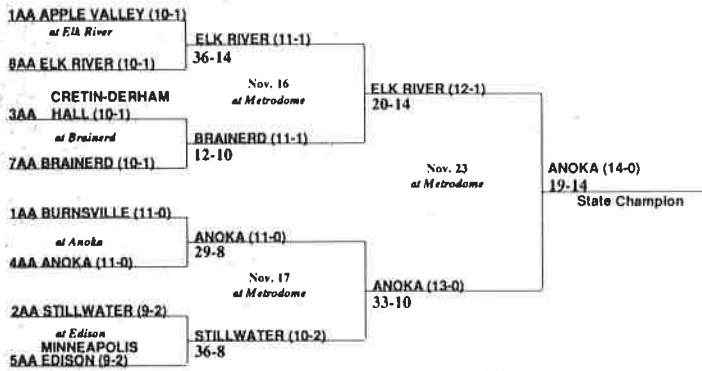 1AA APPLE VALLEY (10-1)
at Elk River
8AA ELK RIVER (10-1)
ELK RIVER (11-1)
36-14
CRETIN-DERHAM
3AA HALL (10-1)
at Brainerd
7AA BRAINERD (10-1)
BRAINERD (11-1)
12-10
Nov. 16
at Metrodome
ELK RIVER (12-1)
20-14
1AA BURNSVILLE (11-0)
at Anoka
4AA ANOKA (11-0)
ANOKA (11-0)
29-8
2AA STILLWATER (9-2)
at Edison
MINNEAPOLIS
5AA EDISON (9-2)
STILLWATER (10-2)
36-8
Nov. 17
at Metrodome
ANOKA (13-0)
33-10
Nov. 23
at Metrodome
ANOKA (14-0)
19-14
State Champion